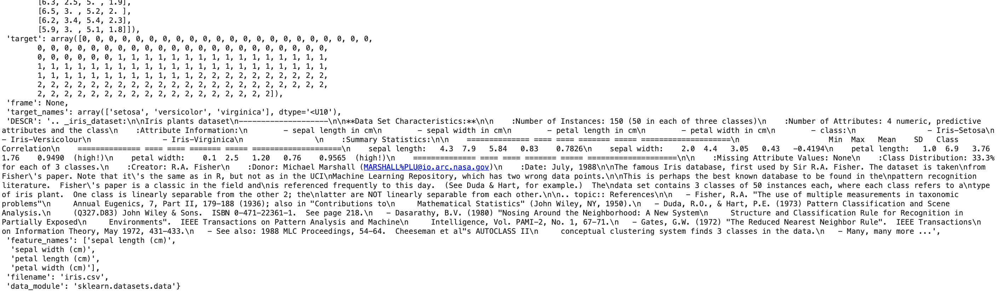 [6.3, 2.5, 5. , 1.9],
[6.5, 3. , 5.2, 2. ],
[6.2, 3.4, 5.4, 2.3],
[5.9, 3. , 5.1, 1.8]]),
'target': array([0, 0, 0, 0, 0, 0, 0, 0, 0, 0, 0, 0, 0, 0, 0, 0, 0, 0, 0, 0, 0, 0,
0, 0, 0, 0, 0, 0, 0, 0, 0, 0, 0, 0, 0, 0, 0, 0, 0, 0, 0, 0, 0, 0,
0, 0, 0, 0, 0, 0, 1, 1, 1, 1, 1, 1, 1, 1, 1, 1, 1, 1, 1, 1, 1, 1,
1, 1, 1, 1, 1, 1, 1, 1, 1, 1, 1, 1, 1, 1, 1, 1, 1, 1, 1, 1, 1, 1,
1, 1, 1, 1, 1, 1, 1, 1, 1, 1, 1, 1, 2, 2, 2, 2, 2, 2, 2, 2, 2, 2,
2, 2, 2, 2, 2, 2, 2, 2, 2, 2, 2, 2, 2, 2, 2, 2, 2, 2, 2, 2, 2, 2,
2, 2, 2, 2, 2, 2, 2, 2, 2, 2, 2, 2, 2, 2, 2, 2, 2, 2]),
'frame': None,
'target_names': array(['setosa', 'versicolor', 'virginica'], dtype='<U10'),
'DESCR': '.. _iris_dataset:\n\nIris plants dataset\n--------------------\n\n**Data Set Characteristics:**\n\n    :Number of Instances: 150 (50 in each of three classes)\n    :Number of Attributes: 4 numeric, predictive
attributes and the class\n    :Attribute Information:\n        - sepal length in cm\n        - sepal width in cm\n        - petal length in cm\n        - petal width in cm\n        - class:\n                - Iris-Setosa\n
- Iris-Versicolour\n                - Iris-Virginica\n                \n    :Summary Statistics:\n\n    ============== ==== ==== ======= ===== ====================\n                    Min  Max   Mean    SD   Class
Correlation\n    ============== ==== ==== ======= ===== ====================\n    sepal length:   4.3  7.9   5.84   0.83    0.7826\n    sepal width:    2.0  4.4   3.05   0.43   -0.4194\n    petal length:   1.0  6.9   3.76
1.76    0.9490  (high!)\n    petal width:    0.1  2.5   1.20   0.76    0.9565  (high!)\n    ============== ==== ==== ======= ===== ====================\n\n    :Missing Attribute Values: None\n    :Class Distribution: 33.3%
for each of 3 classes.\n    :Creator: R.A. Fisher\n    :Donor: Michael Marshall (MARSHALL%PLU@io.arc.nasa.gov)\n    :Date: July, 1988\n\nThe famous Iris database, first used by Sir R.A. Fisher. The dataset is taken\nfrom
Fisher\'s paper. Note that it\'s the same as in R, but not as in the UCI\nMachine Learning Repository, which has two wrong data points.\n\nThis is perhaps the best known database to be found in the\npattern recognition
literature.  Fisher\'s paper is a classic in the field and\nis referenced frequently to this day.  (See Duda & Hart, for example.)  The\ndata set contains 3 classes of 50 instances each, where each class refers to a\ntype
of iris plant.  One class is linearly separable from the other 2; the\nlatter are NOT linearly separable from each other.\n\n.. topic:: References\n\n   - Fisher, R.A. "The use of multiple measurements in taxonomic
problems"\n     Annual Eugenics, 7, Part II, 179-188 (1936); also in "Contributions to\n     Mathematical Statistics" (John Wiley, NY, 1950).\n   - Duda, R.O., & Hart, P.E. (1973) Pattern Classification and Scene
Analysis.\n     (Q327.D83) John Wiley & Sons.  ISBN 0-471-22361-1.  See page 218.\n   - Dasarathy, B.V. (1980) "Nosing Around the Neighborhood: A New System\n     Structure and Classification Rule for Recognition in
Partially Exposed\n     Environments".  IEEE Transactions on Pattern Analysis and Machine\n     Intelligence, Vol. PAMI-2, No. 1, 67-71.\n   - Gates, G.W. (1972) "The Reduced Nearest Neighbor Rule".  IEEE Transactions\n
on Information Theory, May 1972, 431-433.\n   - See also: 1988 MLC Proceedings, 54-64.  Cheeseman et al"s AUTOCLASS II\n     conceptual clustering system finds 3 classes in the data.\n   - Many, many more ...',
'feature_names': ['sepal length (cm)',
'sepal width (cm)',
'petal length (cm)',
'petal width (cm)'],
'filename': 'iris.csv',
'data_module': 'sklearn.datasets.data'}